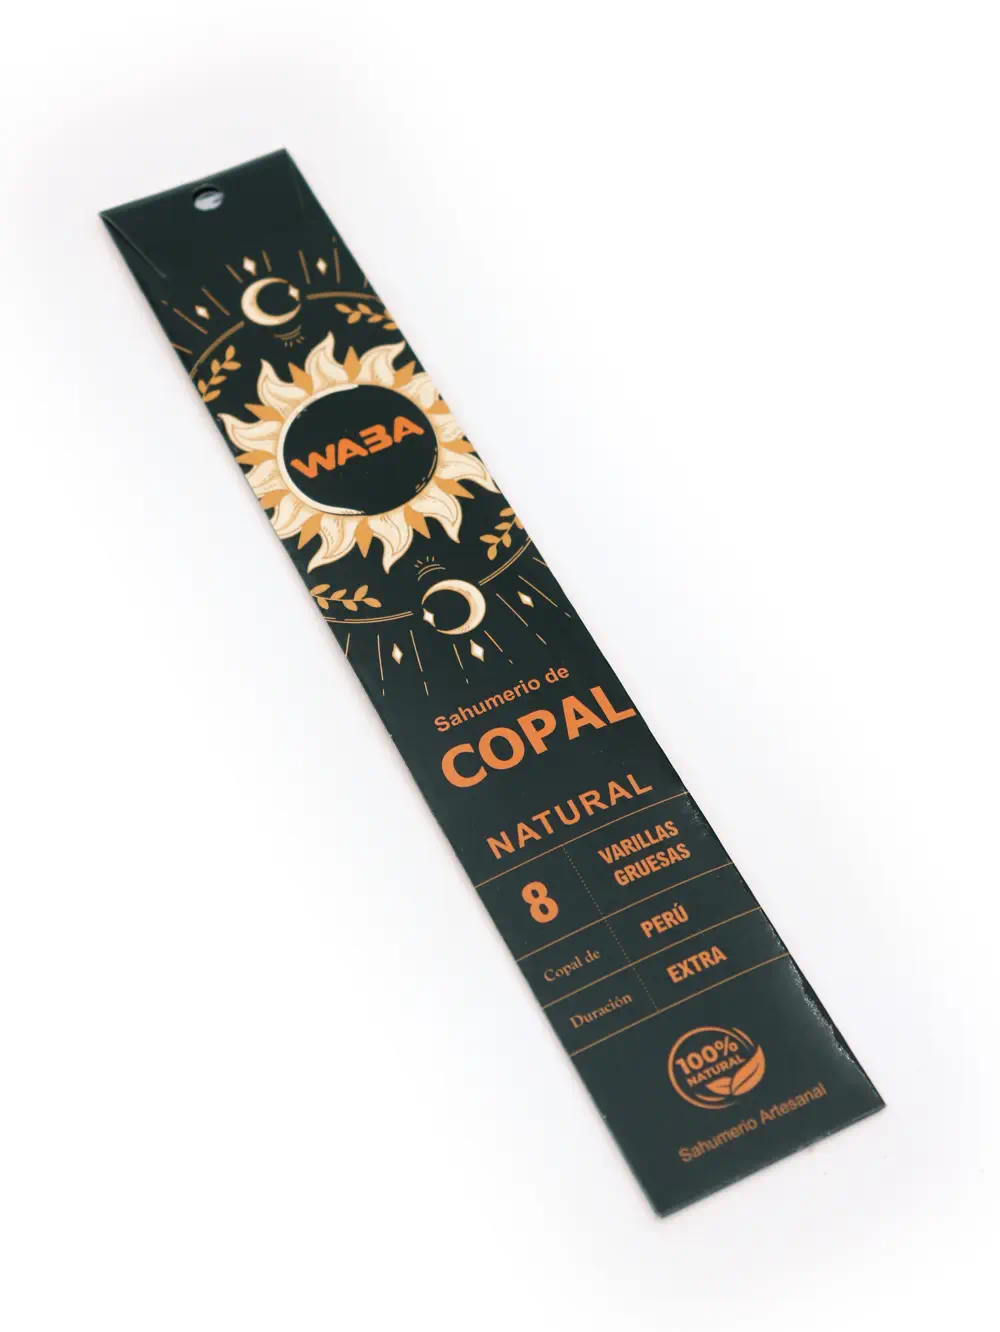 WABA
Sahumerio de
COPAL
NATURAL
8
VARILLAS
GRUESAS
Copal de
PERÚ
Duración
EXTRA
100%
NATURAL
Sahumerio Artesanal